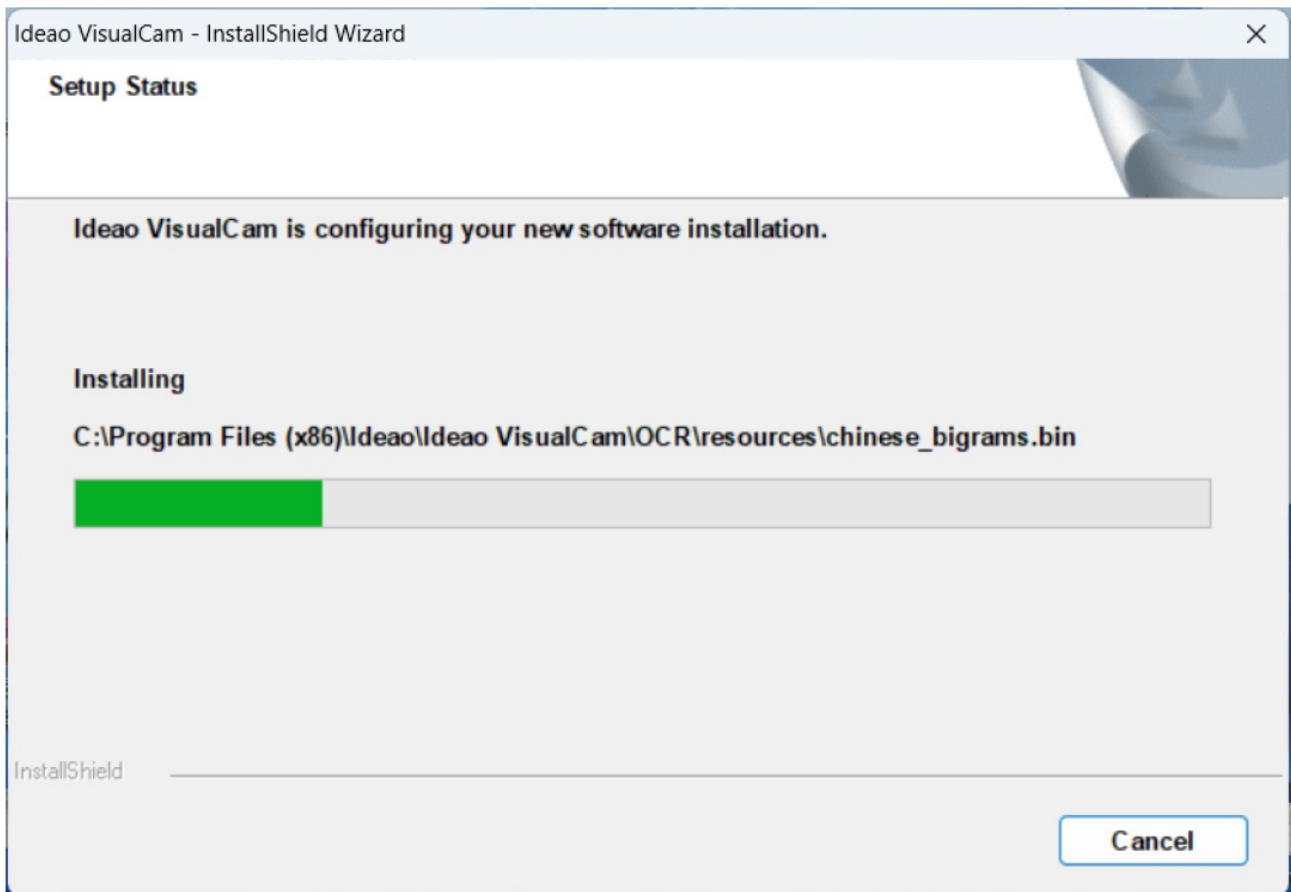 Ideao VisualCam - InstallShield Wizard
Setup Status
Ideao VisualCam is configuring your new software installation.
Installing
C:\Program Files (x86)\Ideao\Ideao VisualCam\OCR\resources\chinese_bigrams.bin
InstallShield
Cancel